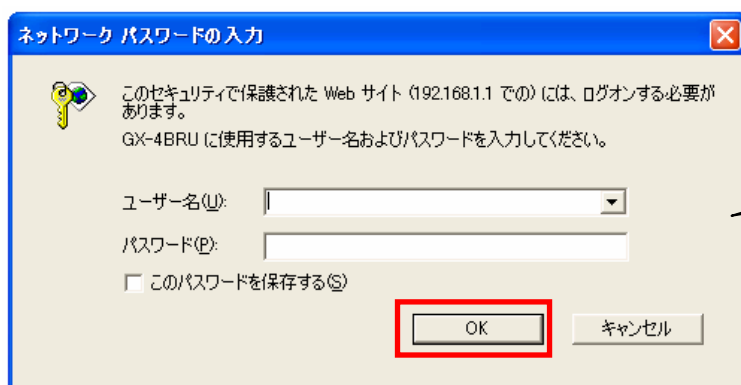 ネットワーク パスワードの入力
このセキュリティで保護された Web サイト (192.168.1.1 での) には、ログオンする必要が
あります。
GX-4BRU に使用するユーザー名およびパスワードを入力してください。
ユーザー名(U):
パスワード(P):
このパスワードを保存する(S)
OK キャンセル